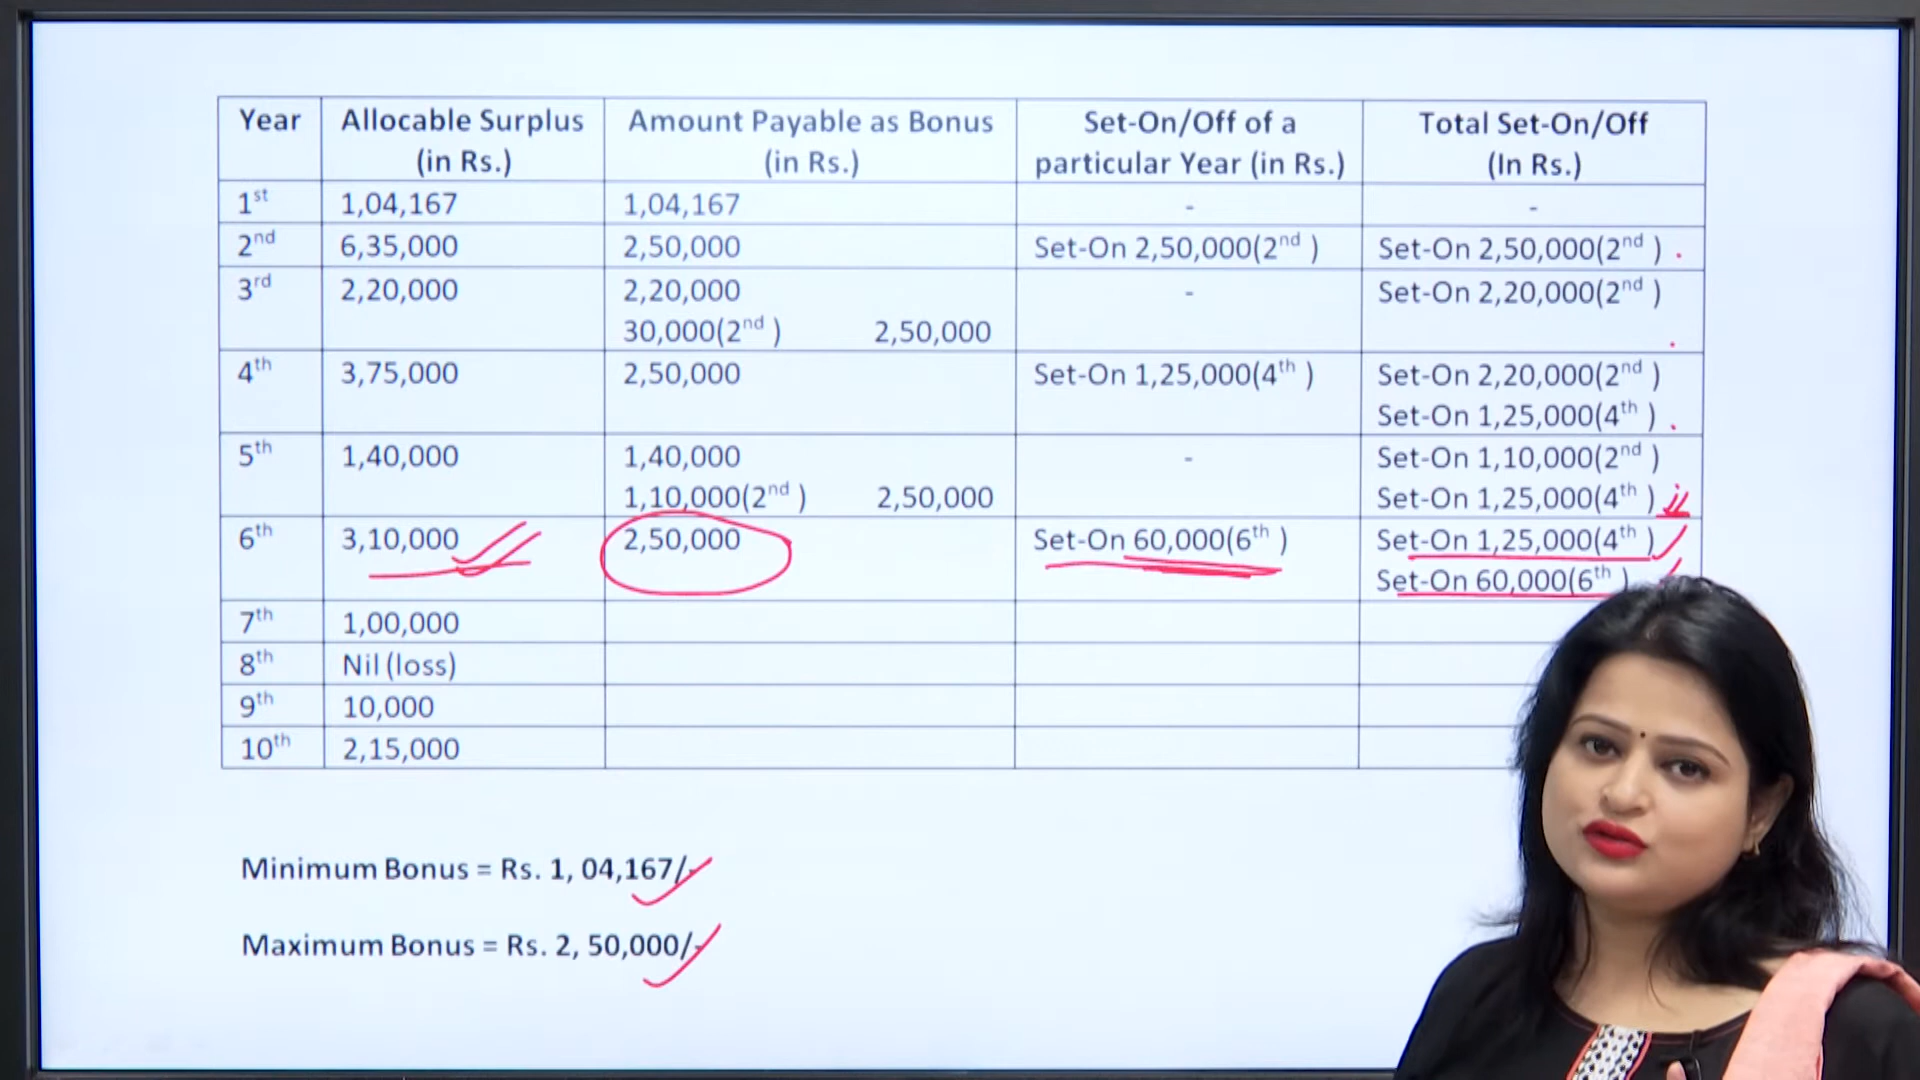 Year Allocable Surplus (in Rs.) Amount Payable as Bonus (in Rs.) Set-On/Off of a particular Year (in Rs.) Total Set-On/Off (In Rs.)
1st 1,04,167 1,04,167 - -
2nd 6,35,000 2,50,000 Set-On 2,50,000(2nd ) Set-On 2,50,000(2nd )
3rd 2,20,000 2,20,000 - Set-On 2,20,000(2nd )
30,000(2nd ) 2,50,000
4th 3,75,000 2,50,000 Set-On 1,25,000(4th ) Set-On 2,20,000(2nd )
Set-On 1,25,000(4th )
5th 1,40,000 1,40,000 - Set-On 1,10,000(2nd )
1,10,000(2nd ) 2,50,000 Set-On 1,25,000(4th )
6th 3,10,000 2,50,000 Set-On 60,000(6th ) Set-On 1,25,000(4th )
Set-On 60,000(6th )
7th 1,00,000
8th Nil (loss)
9th 10,000
10th 2,15,000
Minimum Bonus = Rs. 1, 04,167/-
Maximum Bonus = Rs. 2, 50,000/-